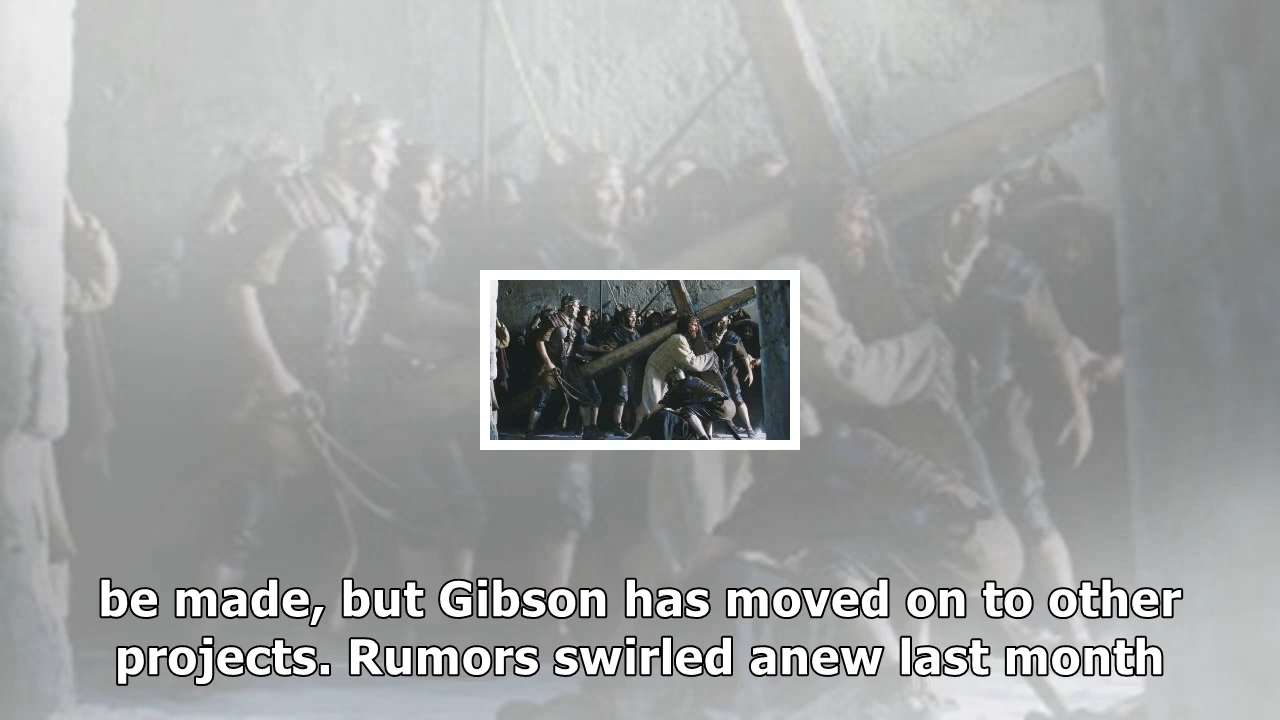 be made, but Gibson has moved on to other
projects. Rumors swirled anew last month